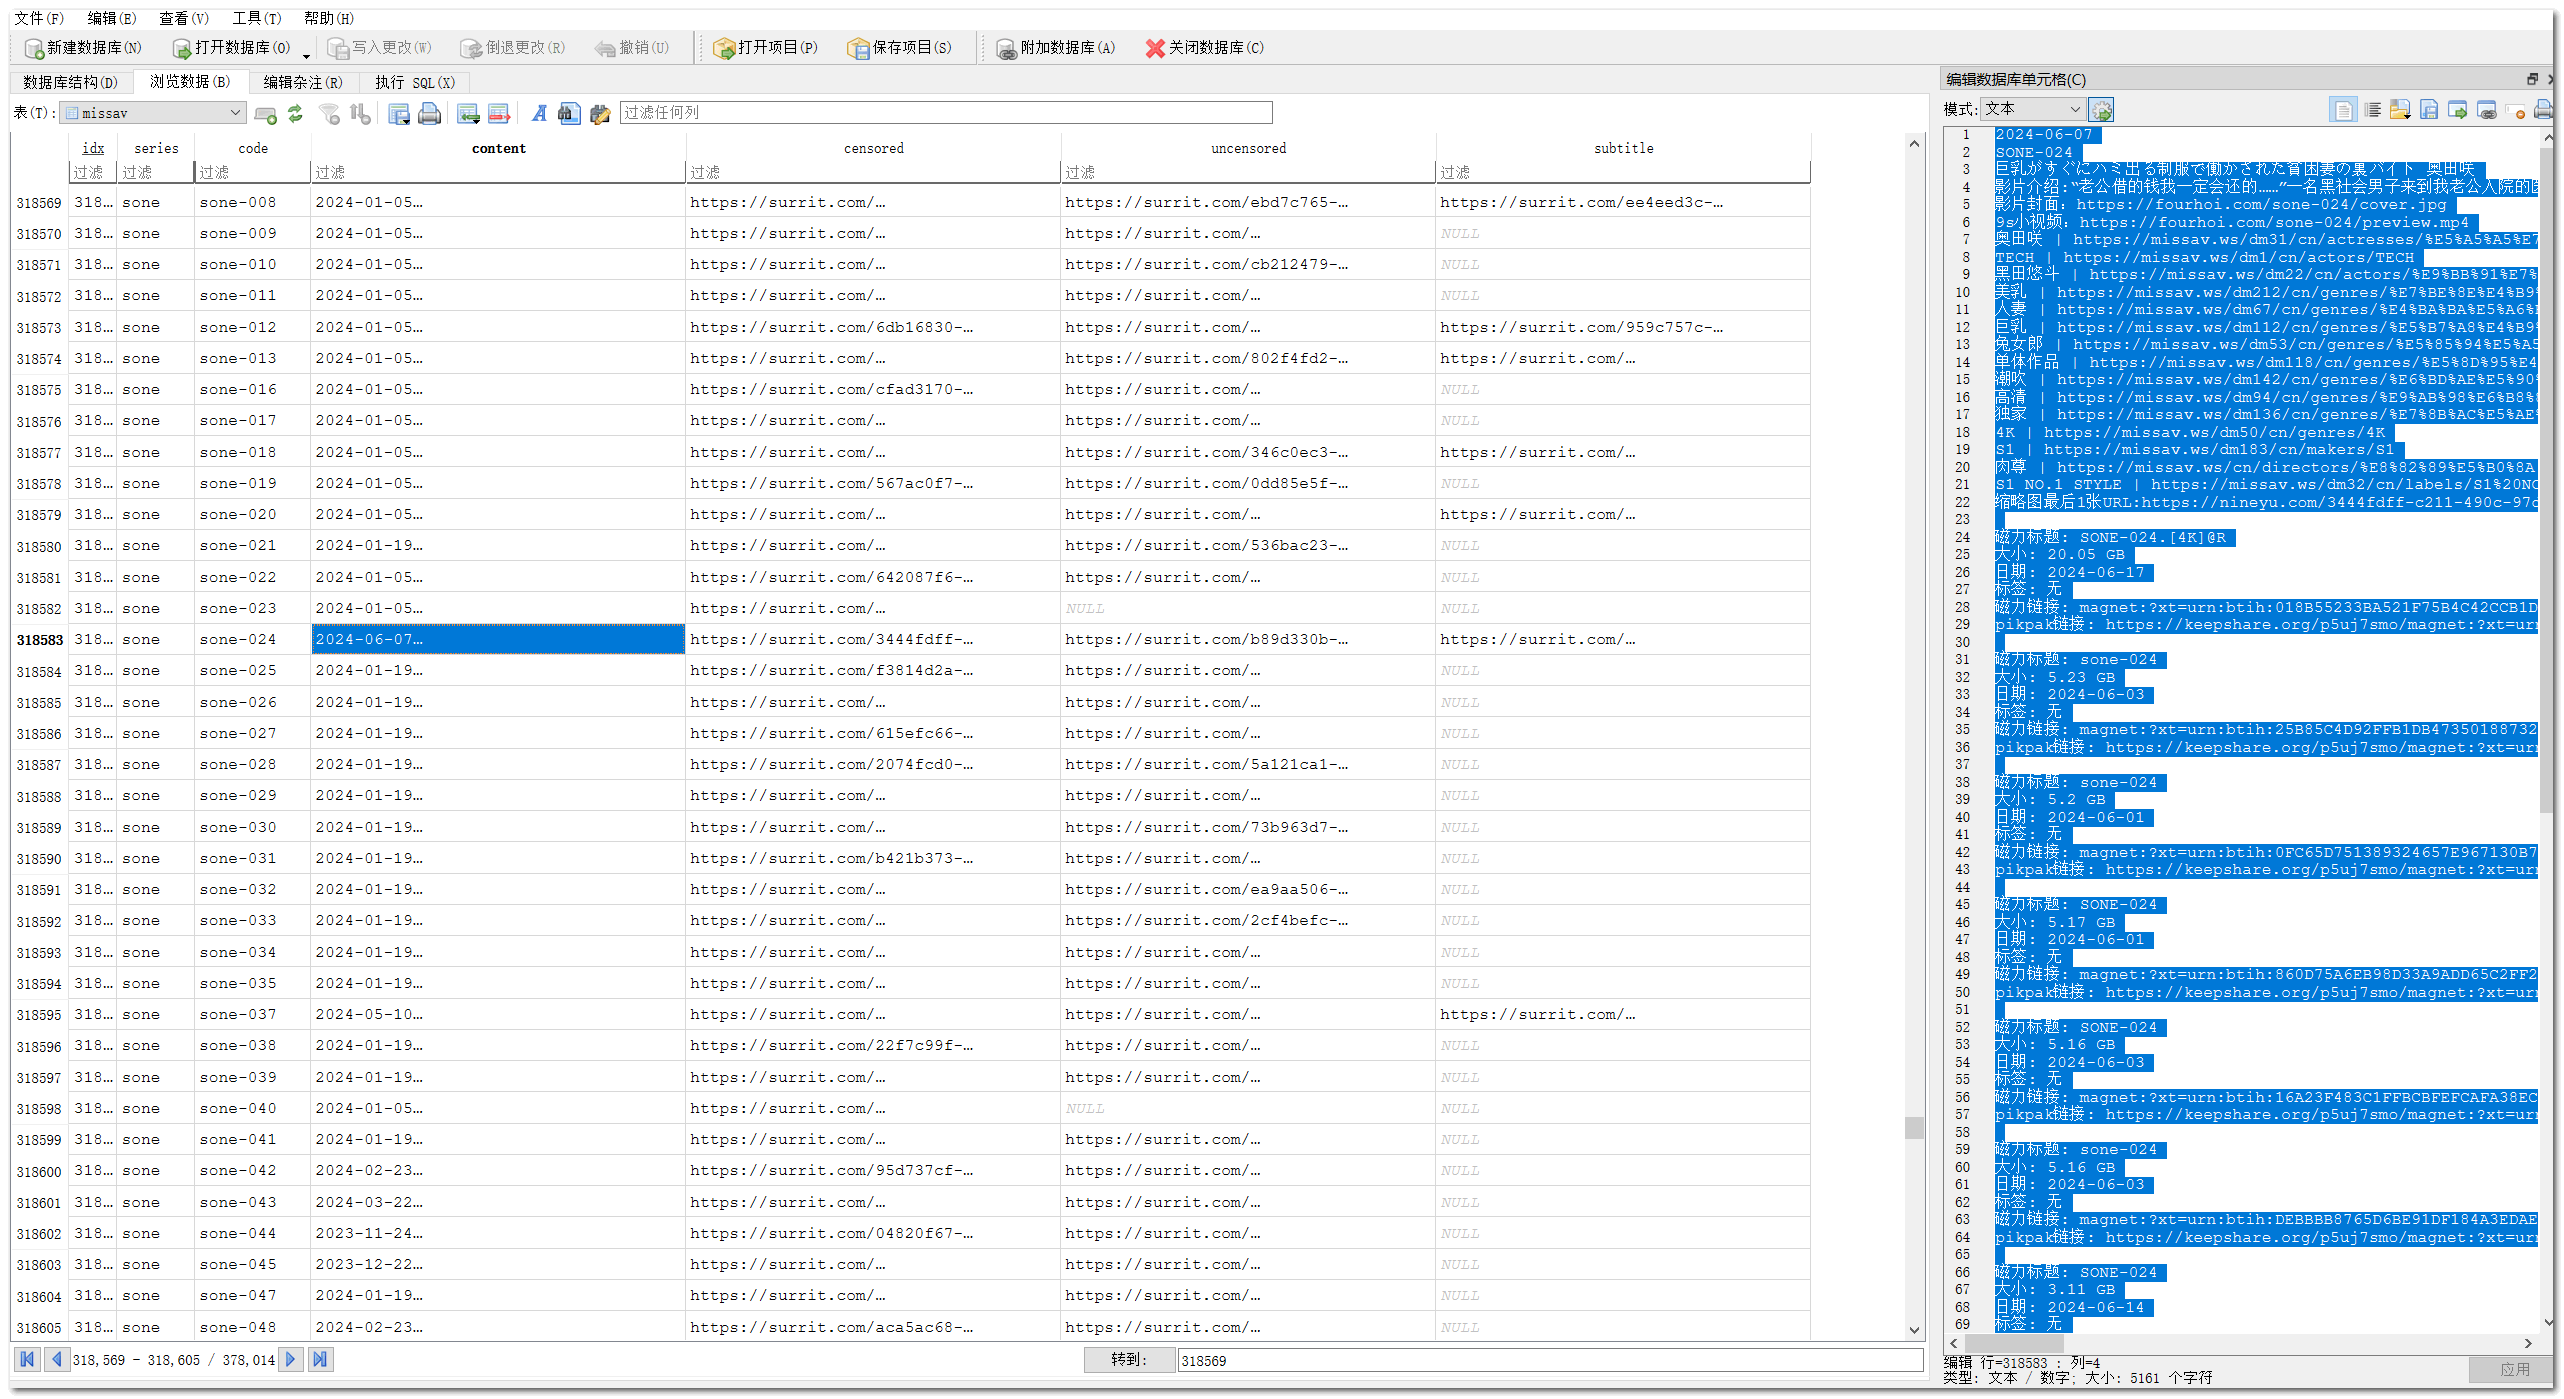 文件(F) 编辑(E) 查看(V) 工具(T) 帮助(H)
新建数据库(N) 打开数据库(O) 写入更改(W) 倒退更改(R) 撤销(U) 打开项目(P) 保存项目(S) 附加数据库(A) 关闭数据库(C)
数据库结构(D) 浏览数据(B) 编辑杂注(R) 执行 SQL(X)
表(T): missav 过滤任何列
idx series code content censored uncensored subtitle
过滤 过滤 过滤 过滤 过滤 过滤 过滤
318569 318… sone sone-008 2024-01-05… https://surrit.com/… https://surrit.com/ebd7c765-… https://surrit.com/ee4eed3c-…
318570 318… sone sone-009 2024-01-05… https://surrit.com/… https://surrit.com/… NULL
318571 318… sone sone-010 2024-01-05… https://surrit.com/… https://surrit.com/cb212479-… NULL
318572 318… sone sone-011 2024-01-05… https://surrit.com/… https://surrit.com/… NULL
318573 318… sone sone-012 2024-01-05… https://surrit.com/6db16830-… https://surrit.com/… https://surrit.com/959c757c-…
318574 318… sone sone-013 2024-01-05… https://surrit.com/… https://surrit.com/802f4fd2-… https://surrit.com/…
318575 318… sone sone-016 2024-01-05… https://surrit.com/cfad3170-… https://surrit.com/… NULL
318576 318… sone sone-017 2024-01-05… https://surrit.com/… https://surrit.com/… NULL
318577 318… sone sone-018 2024-01-05… https://surrit.com/… https://surrit.com/346c0ec3-… https://surrit.com/…
318578 318… sone sone-019 2024-01-05… https://surrit.com/567ac0f7-… https://surrit.com/0dd85e5f-… NULL
318579 318… sone sone-020 2024-01-05… https://surrit.com/… https://surrit.com/… https://surrit.com/…
318580 318… sone sone-021 2024-01-19… https://surrit.com/… https://surrit.com/536bac23-… NULL
318581 318… sone sone-022 2024-01-05… https://surrit.com/642087f6-… https://surrit.com/… NULL
318582 318… sone sone-023 2024-01-05… https://surrit.com/… NULL NULL
318583 318… sone sone-024 2024-06-07… https://surrit.com/3444fdff-… https://surrit.com/b89d330b-… https://surrit.com/…
318584 318… sone sone-025 2024-01-19… https://surrit.com/f3814d2a-… https://surrit.com/… NULL
318585 318… sone sone-026 2024-01-19… https://surrit.com/… https://surrit.com/… NULL
318586 318… sone sone-027 2024-01-19… https://surrit.com/615efc66-… https://surrit.com/… NULL
318587 318… sone sone-028 2024-01-19… https://surrit.com/2074fcd0-… https://surrit.com/5a121ca1-… NULL
318588 318… sone sone-029 2024-01-19… https://surrit.com/… https://surrit.com/… NULL
318589 318… sone sone-030 2024-01-19… https://surrit.com/… https://surrit.com/73b963d7-… NULL
318590 318… sone sone-031 2024-01-19… https://surrit.com/b421b373-… https://surrit.com/… NULL
318591 318… sone sone-032 2024-01-19… https://surrit.com/… https://surrit.com/ea9aa506-… NULL
318592 318… sone sone-033 2024-01-19… https://surrit.com/… https://surrit.com/2cf4befc-… NULL
318593 318… sone sone-034 2024-01-19… https://surrit.com/… https://surrit.com/… NULL
318594 318… sone sone-035 2024-01-19… https://surrit.com/… https://surrit.com/… NULL
318595 318… sone sone-037 2024-05-10… https://surrit.com/… https://surrit.com/… https://surrit.com/…
318596 318… sone sone-038 2024-01-19… https://surrit.com/22f7c99f-… https://surrit.com/… NULL
318597 318… sone sone-039 2024-01-19… https://surrit.com/… https://surrit.com/… NULL
318598 318… sone sone-040 2024-01-05… https://surrit.com/… NULL NULL
318599 318… sone sone-041 2024-01-19… https://surrit.com/… https://surrit.com/… NULL
318600 318… sone sone-042 2024-02-23… https://surrit.com/95d737cf-… https://surrit.com/… NULL
318601 318… sone sone-043 2024-03-22… https://surrit.com/… https://surrit.com/… NULL
318602 318… sone sone-044 2023-11-24… https://surrit.com/04820f67-… https://surrit.com/… NULL
318603 318… sone sone-045 2023-12-22… https://surrit.com/… https://surrit.com/… NULL
318604 318… sone sone-047 2024-01-19… https://surrit.com/… https://surrit.com/… NULL
318605 318… sone sone-048 2024-02-23… https://surrit.com/aca5ac68-… https://surrit.com/… NULL
318,569 - 318,605 / 378,014 转到: 318569
编辑数据库单元格(C)
模式: 文本
1 2024-06-07
2 SONE-024
3 巨乳がすぐにハミ出る制服で働かされた貧困妻の裏バイト 奥田咲
4 影片介绍:“老公借的钱我一定会还的……”一名黑社会男子来到我老公入院的医
5 影片封面: https://fourhoi.com/sone-024/cover.jpg
6 9s小视频: https://fourhoi.com/sone-024/preview.mp4
7 奥田咲 | https://missav.ws/dm31/cn/actresses/%E5%A5%A5%E7
8 TECH | https://missav.ws/dm1/cn/actors/TECH
9 黑田悠斗 | https://missav.ws/dm22/cn/actors/%E9%BB%91%E7%
10 美乳 | https://missav.ws/dm212/cn/genres/%E7%BE%8E%E4%B9%
11 人妻 | https://missav.ws/dm67/cn/genres/%E4%BA%BA%E5%A6%
12 巨乳 | https://missav.ws/dm112/cn/genres/%E5%B7%A8%E4%B9%
13 兔女郎 | https://missav.ws/dm53/cn/genres/%E5%85%94%E5%A5
14 单体作品 | https://missav.ws/dm118/cn/genres/%E5%8D%95%E4
15 潮吹 | https://missav.ws/dm142/cn/genres/%E6%BD%AE%E5%90%
16 高清 | https://missav.ws/dm94/cn/genres/%E9%AB%98%E6%B8%
17 独家 | https://missav.ws/dm136/cn/genres/%E7%8B%AC%E5%AE%
18 4K | https://missav.ws/dm50/cn/genres/4K
19 S1 | https://missav.ws/dm183/cn/makers/S1
20 肉尊 | https://missav.ws/cn/directors/%E8%82%89%E5%B0%8A
21 S1 NO.1 STYLE | https://missav.ws/dm32/cn/labels/S1%20NO
22 缩略图最后1张URL:https://nineyu.com/3444fdff-c211-490c-97d
23
24 磁力标题: SONE-024.[4K]@R
25 大小: 20.05 GB
26 日期: 2024-06-17
27 标签: 无
28 磁力链接: magnet:?xt=urn:btih:018B55233BA521F75B4C42CCB1D
29 pikpak链接: https://keepshare.org/p5uj7smo/magnet:?xt=urn
30
31 磁力标题: sone-024
32 大小: 5.23 GB
33 日期: 2024-06-03
34 标签: 无
35 磁力链接: magnet:?xt=urn:btih:25B85C4D92FFB1DB47350188732
36 pikpak链接: https://keepshare.org/p5uj7smo/magnet:?xt=urn
37
38 磁力标题: sone-024
39 大小: 5.2 GB
40 日期: 2024-06-01
41 标签: 无
42 磁力链接: magnet:?xt=urn:btih:0FC65D751389324657E967130B7
43 pikpak链接: https://keepshare.org/p5uj7smo/magnet:?xt=urn
44
45 磁力标题: SONE-024
46 大小: 5.17 GB
47 日期: 2024-06-01
48 标签: 无
49 磁力链接: magnet:?xt=urn:btih:860D75A6EB98D33A9ADD65C2FF2
50 pikpak链接: https://keepshare.org/p5uj7smo/magnet:?xt=urn
51
52 磁力标题: SONE-024
53 大小: 5.16 GB
54 日期: 2024-06-03
55 标签: 无
56 磁力链接: magnet:?xt=urn:btih:16A23F483C1FFBCBFEFCAFA38EC
57 pikpak链接: https://keepshare.org/p5uj7smo/magnet:?xt=urn
58
59 磁力标题: sone-024
60 大小: 5.16 GB
61 日期: 2024-06-03
62 标签: 无
63 磁力链接: magnet:?xt=urn:btih:DEBBBB8765D6BE91DF184A3EDAE
64 pikpak链接: https://keepshare.org/p5uj7smo/magnet:?xt=urn
65
66 磁力标题: SONE-024
67 大小: 3.11 GB
68 日期: 2024-06-14
69 标签: 无
编辑 行=318583 : 列=4
类型: 文本 / 数字; 大小: 5161 个字符
应用